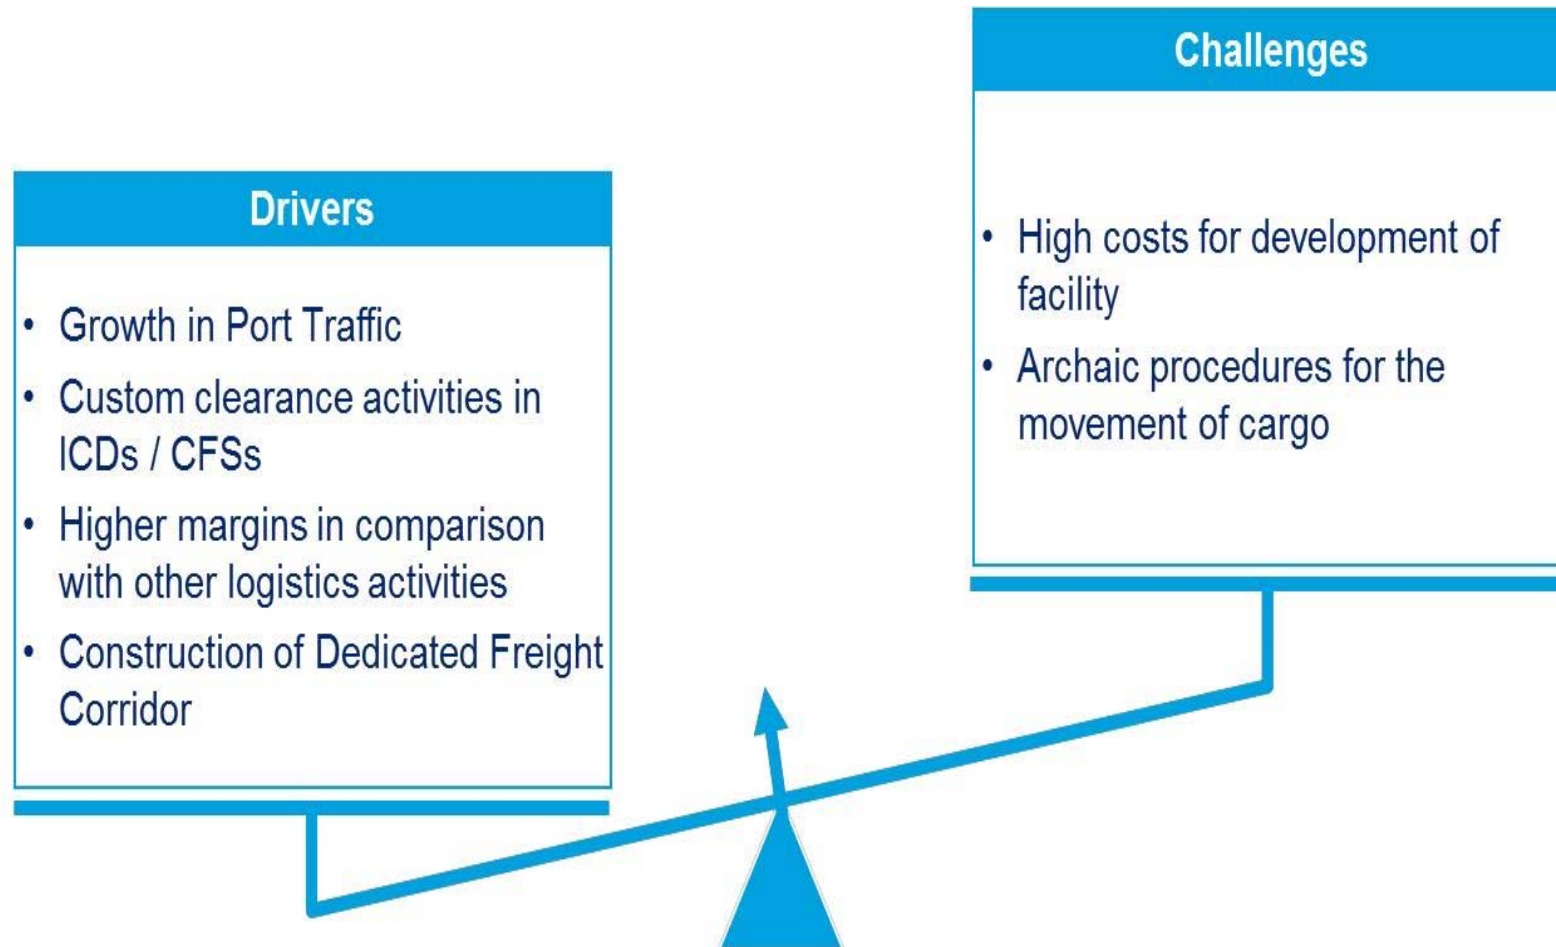 Challenges
• High costs for development of
facility
• Archaic procedures for the
movement of cargo
Drivers
• Growth in Port Traffic
• Custom clearance activities in
ICDs / CFSs
• Higher margins in comparison
with other logistics activities
• Construction of Dedicated Freight
Corridor